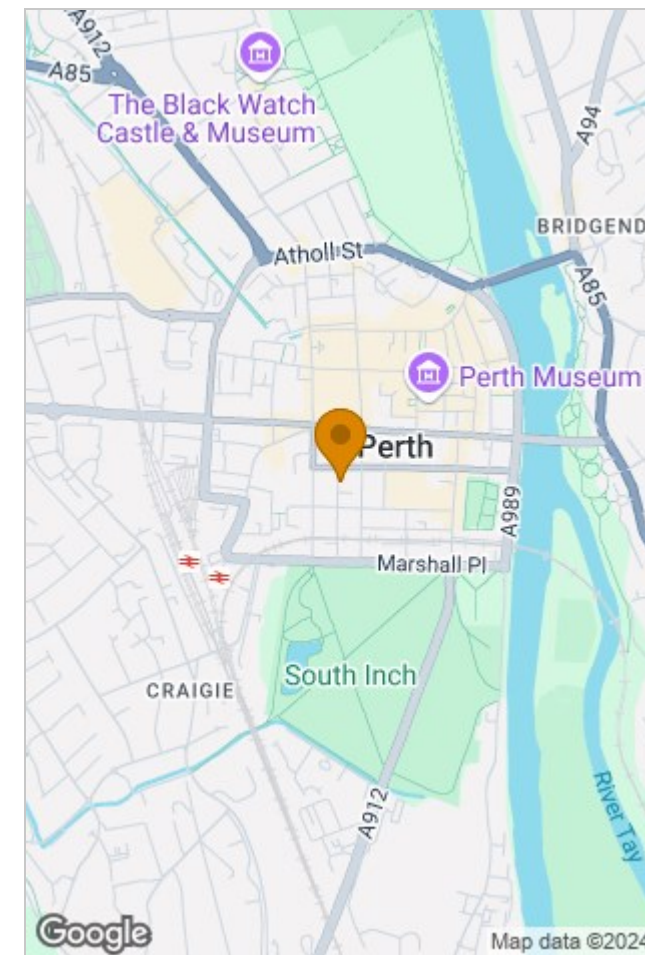 A912
A85
The Black Watch
Castle & Museum
A94
BRIDGEND
Atholl St
A85
Perth Museum
Perth
A989
Marshall Pl
South Inch
CRAIGIE
A912
River Tay
Google
Map data ©2024